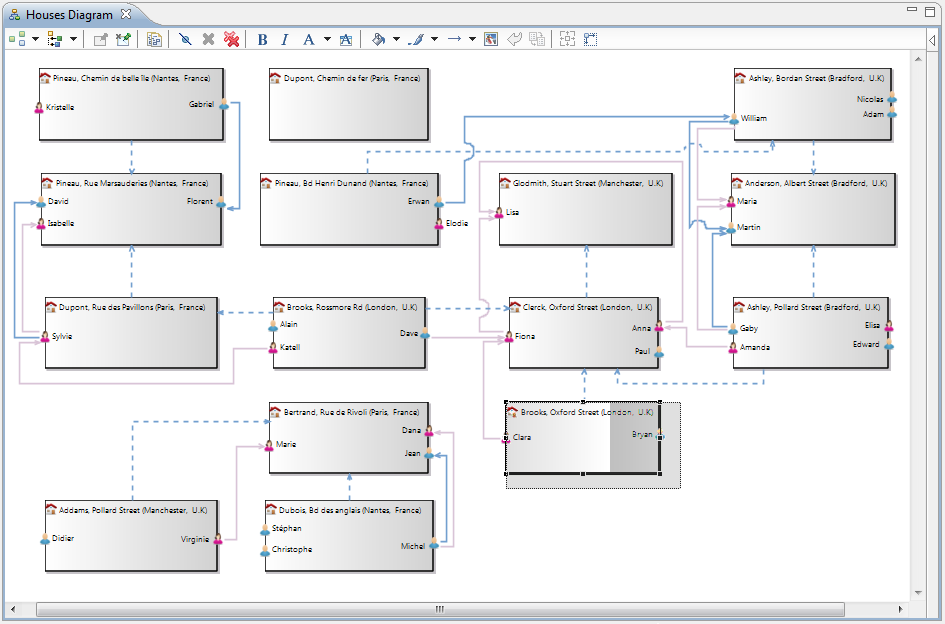 Houses Diagram
B I A A
Pineau, Chemin de belle île (Nantes, France)
Kristelle
Gabriel
Dupont, Chemin de fer (Paris, France)
Ashley, Bordan Street (Bradford, U.K)
Nicolas
Adam
William
Pineau, Rue Marsauderies (Nantes, France)
David
Florent
Isabelle
Pineau, Bd Henri Dunand (Nantes, France)
Erwan
Elodie
Glodmith, Stuart Street (Manchester, U.K)
Lisa
Anderson, Albert Street (Bradford, U.K)
Maria
Martin
Dupont, Rue des Pavillons (Paris, France)
Sylvie
Brooks, Rossmore Rd (London, U.K)
Alain
Dave
Katell
Clerck, Oxford Street (London, U.K)
Anna
Fiona
Paul
Ashley, Pollard Street (Bradford, U.K)
Elisa
Gaby
Edward
Amanda
Bertrand, Rue de Rivoli (Paris, France)
Dana
Marie
Jean
Brooks, Oxford Street (London, U.K)
Clara
Bryan
Addams, Pollard Street (Manchester, U.K)
Didier
Virginie
Dubois, Bd des anglais (Nantes, France)
Stéphan
Christophe
Michel